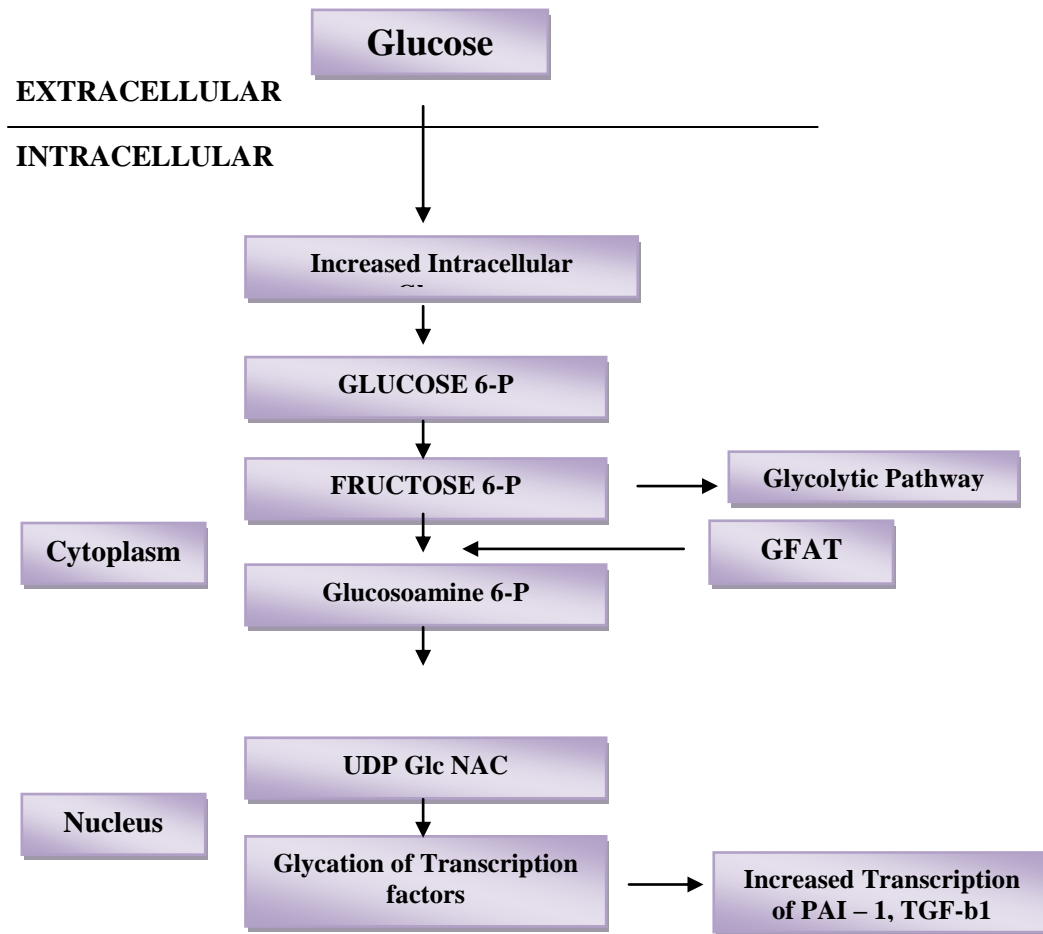 Glucose
EXTRACELLULAR
INTRACELLULAR
Increased Intracellular
GLUCOSE 6-P
FRUCTOSE 6-P
Glycolytic Pathway
Cytoplasm
GFAT
Glucosoamine 6-P
UDP Glc NAC
Nucleus
Glycation of Transcription
factors
Increased Transcription
of PAI – 1, TGF-b1